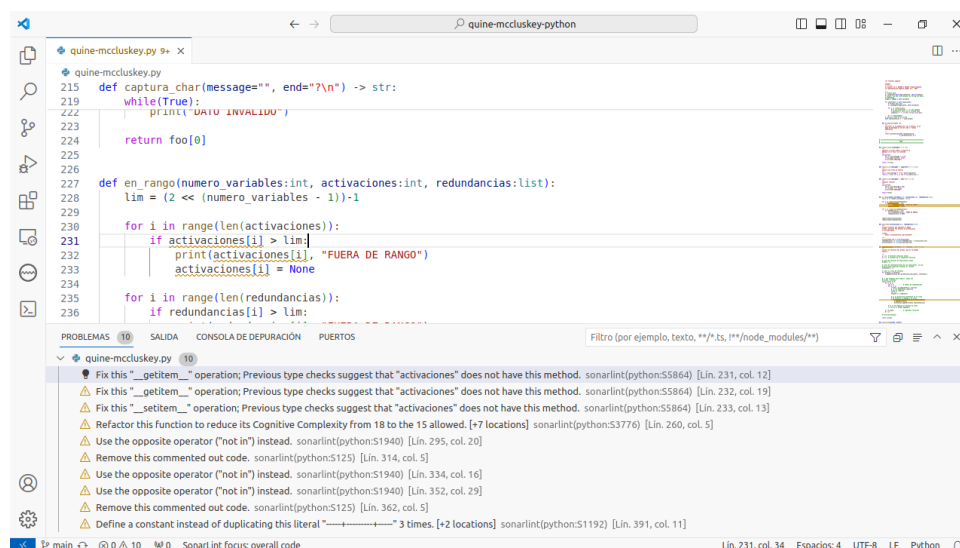 quine-mccluskey-python
quine-mccluskey.py 9+
quine-mccluskey.py
215 def captura_char(message="", end="?\n") -> str:
219 while(True):
222 print("DATO INVALIDO")
223
224 return foo[0]
225
226
227 def en_rango(numero_variables:int, activaciones:int, redundancias:list):
228 lim = (2 << (numero_variables - 1))-1
229
230 for i in range(len(activaciones)):
231 if activaciones[i] > lim:
232 print(activaciones[i], "FUERA DE RANGO")
233 activaciones[i] = None
234
235 for i in range(len(redundancias)):
236 if redundancias[i] > lim:
PROBLEMAS 10 SALIDA CONSOLA DE DEPURACIÓN PUERTOS Filtro (por ejemplo, texto, **/*.ts, !**/node_modules/**)
quine-mccluskey.py 10
Fix this "__getitem__" operation; Previous type checks suggest that "activaciones" does not have this method. sonarlint(python:S5864) [Lín. 231, col. 12]
Fix this "__getitem__" operation; Previous type checks suggest that "activaciones" does not have this method. sonarlint(python:S5864) [Lín. 232, col. 19]
Fix this "__setitem__" operation; Previous type checks suggest that "activaciones" does not have this method. sonarlint(python:S5864) [Lín. 233, col. 13]
Refactor this function to reduce its Cognitive Complexity from 18 to the 15 allowed. [+7 locations] sonarlint(python:S3776) [Lín. 260, col. 5]
Use the opposite operator ("not in") instead. sonarlint(python:S1940) [Lín. 295, col. 20]
Remove this commented out code. sonarlint(python:S125) [Lín. 314, col. 5]
Use the opposite operator ("not in") instead. sonarlint(python:S1940) [Lín. 334, col. 16]
Use the opposite operator ("not in") instead. sonarlint(python:S1940) [Lín. 352, col. 29]
Remove this commented out code. sonarlint(python:S125) [Lín. 362, col. 5]
Define a constant instead of duplicating this literal "-----+---------+-----" 3 times. [+2 locations] sonarlint(python:S1192) [Lín. 391, col. 11]
main 0 10 0 SonarLint focus: overall code Lín. 231, col. 34 Espacios: 4 UTF-8 LF Python